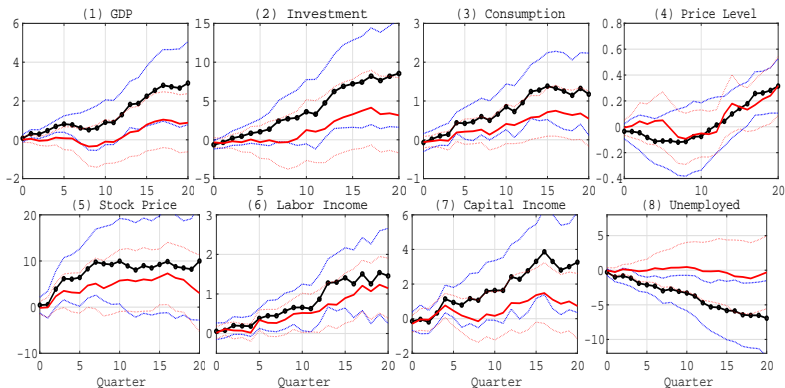 (1) GDP
(2) Investment
(3) Consumption
(4) Price Level
6
4
2
0
-2
0 5 10 15 20
15
10
5
0
-5
0 5 10 15 20
3
2
1
0
-1
0 5 10 15 20
0.8
0.6
0.4
0.2
0
-0.2
-0.4
0 10 20
(5) Stock Price
(6) Labor Income
(7) Capital Income
(8) Unemployed
20
10
0
-10
0 5 10 15 20
Quarter
3
2
1
0
0 5 10 15 20
Quarter
6
4
2
0
-2
0 5 10 15 20
Quarter
5
0
-5
-10
0 5 10 15 20
Quarter